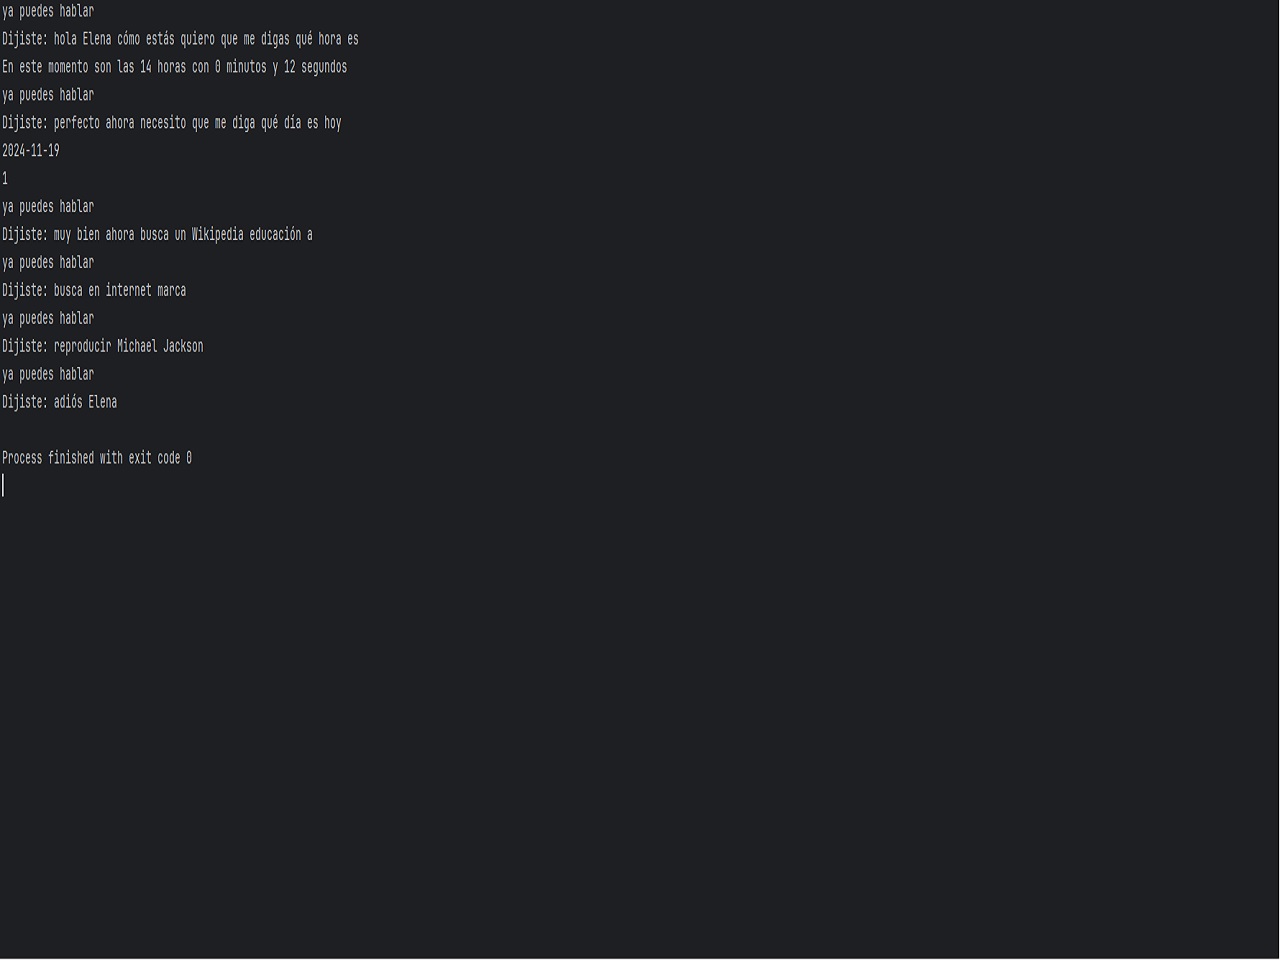 ya puedes hablar
Dijiste: hola Elena cómo estás quiero que me digas qué hora es
En este momento son las 14 horas con 0 minutos y 12 segundos
ya puedes hablar
Dijiste: perfecto ahora necesito que me diga qué día es hoy
2024-11-19
1
ya puedes hablar
Dijiste: muy bien ahora busca un Wikipedia educación a
ya puedes hablar
Dijiste: busca en internet marca
ya puedes hablar
Dijiste: reproducir Michael Jackson
ya puedes hablar
Dijiste: adiós Elena
Process finished with exit code 0